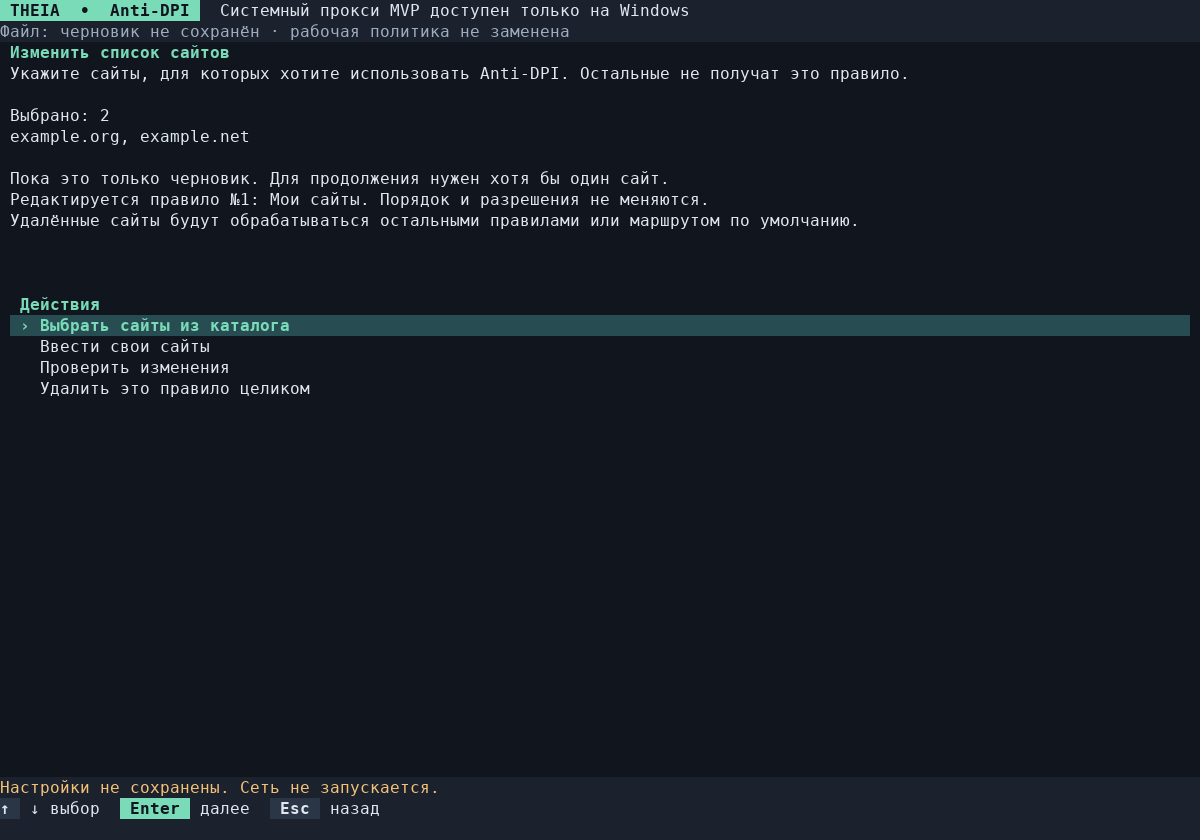 THEIA • Anti-DPI Системный прокси MVP доступен только на Windows
Файл: черновик не сохранён · рабочая политика не заменена
Изменить список сайтов
Укажите сайты, для которых хотите использовать Anti-DPI. Остальные не получат это правило.
Выбрано: 2
example.org, example.net
Пока это только черновик. Для продолжения нужен хотя бы один сайт.
Редактируется правило №1: Мои сайты. Порядок и разрешения не меняются.
Удалённые сайты будут обрабатываться остальными правилами или маршрутом по умолчанию.
Действия
› Выбрать сайты из каталога
Ввести свои сайты
Проверить изменения
Удалить это правило целиком
Настройки не сохранены. Сеть не запускается.
↑ ↓ выбор Enter далее Esc назад